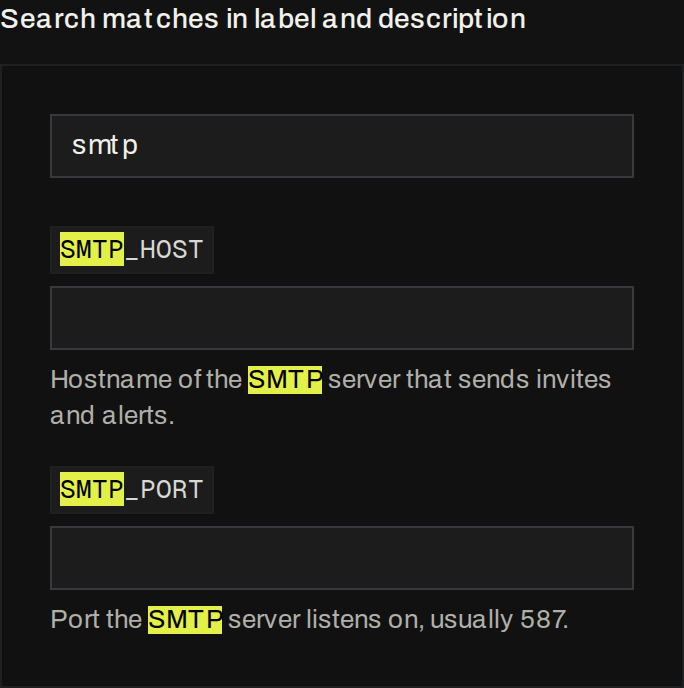 Search matches in label and description
smtp
SMTP_HOST
Hostname of the SMTP server that sends invites
and alerts.
SMTP_PORT
Port the SMTP server listens on, usually 587.